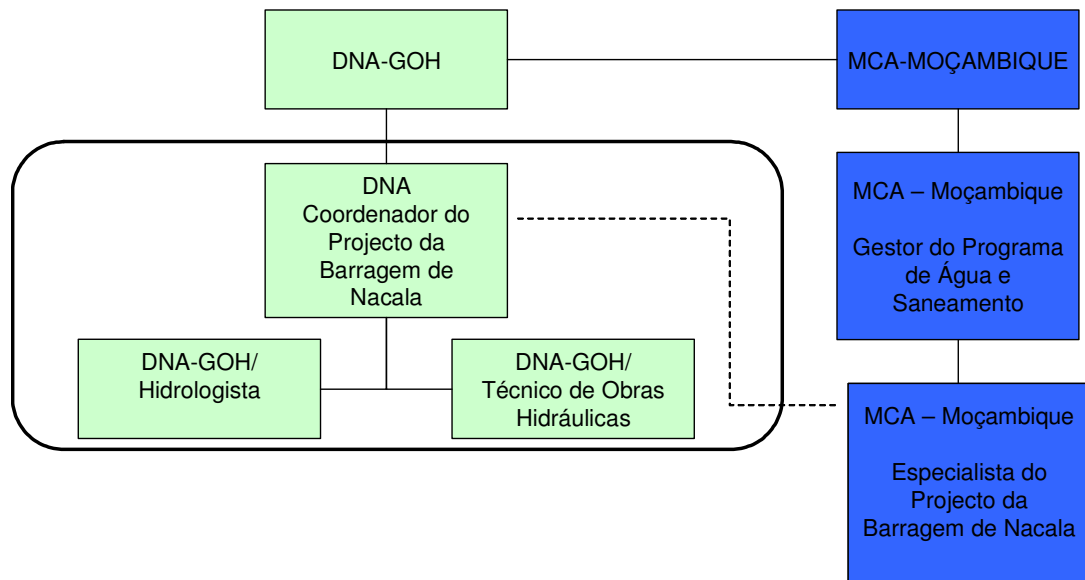 DNA-GOH
MCA-MOÇAMBIQUE
DNA
Coordenador do
Projecto da
Barragem de
Nacala
MCA – Moçambique
Gestor do Programa
de Água e
Saneamento
DNA-GOH/
Hidrologista
DNA-GOH/
Técnico de Obras
Hidráulicas
MCA – Moçambique
Especialista do
Projecto da
Barragem de Nacala